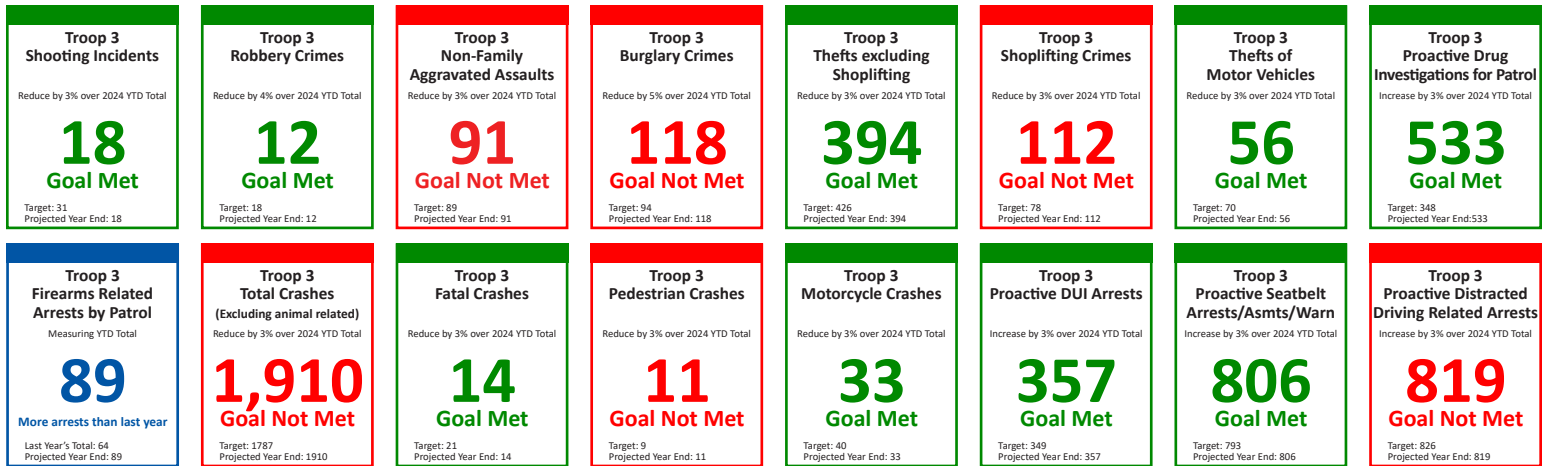 Troop 3
Shooting Incidents
Reduce by 3% over 2024 YTD Total
18
Goal Met
Target: 31
Projected Year End: 18
Troop 3
Robbery Crimes
Reduce by 4% over 2024 YTD Total
12
Goal Met
Target: 18
Projected Year End: 12
Troop 3
Non-Family
Aggravated Assaults
Reduce by 3% over 2024 YTD Total
91
Goal Not Met
Target: 89
Projected Year End: 91
Troop 3
Burglary Crimes
Reduce by 5% over 2024 YTD Total
118
Goal Not Met
Target: 94
Projected Year End: 118
Troop 3
Thefts excluding
Shoplifting
Reduce by 3% over 2024 YTD Total
394
Goal Met
Target: 426
Projected Year End: 394
Troop 3
Shoplifting Crimes
Reduce by 3% over 2024 YTD Total
112
Goal Not Met
Target: 78
Projected Year End: 112
Troop 3
Thefts of
Motor Vehicles
Reduce by 3% over 2024 YTD Total
56
Goal Met
Target: 70
Projected Year End: 56
Troop 3
Proactive Drug
Investigations for Patrol
Increase by 3% over 2024 YTD Total
533
Goal Met
Target: 348
Projected Year End:533
Troop 3
Firearms Related
Arrests by Patrol
Measuring YTD Total
89
More arrests than last year
Last Year's Total: 64
Projected Year End: 89
Troop 3
Total Crashes
(Excluding animal related)
Reduce by 3% over 2024 YTD Total
1,910
Goal Not Met
Target: 1787
Projected Year End: 1910
Troop 3
Fatal Crashes
Reduce by 3% over 2024 YTD Total
14
Goal Met
Target: 21
Projected Year End: 14
Troop 3
Pedestrian Crashes
Reduce by 3% over 2024 YTD Total
11
Goal Not Met
Target: 9
Projected Year End: 11
Troop 3
Motorcycle Crashes
Reduce by 3% over 2024 YTD Total
33
Goal Met
Target: 40
Projected Year End: 33
Troop 3
Proactive DUI Arrests
Increase by 3% over 2024 YTD Total
357
Goal Met
Target: 349
Projected Year End: 357
Troop 3
Proactive Seatbelt
Arrests/Asmts/Warn
Increase by 3% over 2024 YTD Total
806
Goal Met
Target: 793
Projected Year End: 806
Troop 3
Proactive Distracted
Driving Related Arrests
Increase by 3% over 2024 YTD Total
819
Goal Not Met
Target: 826
Projected Year End: 819